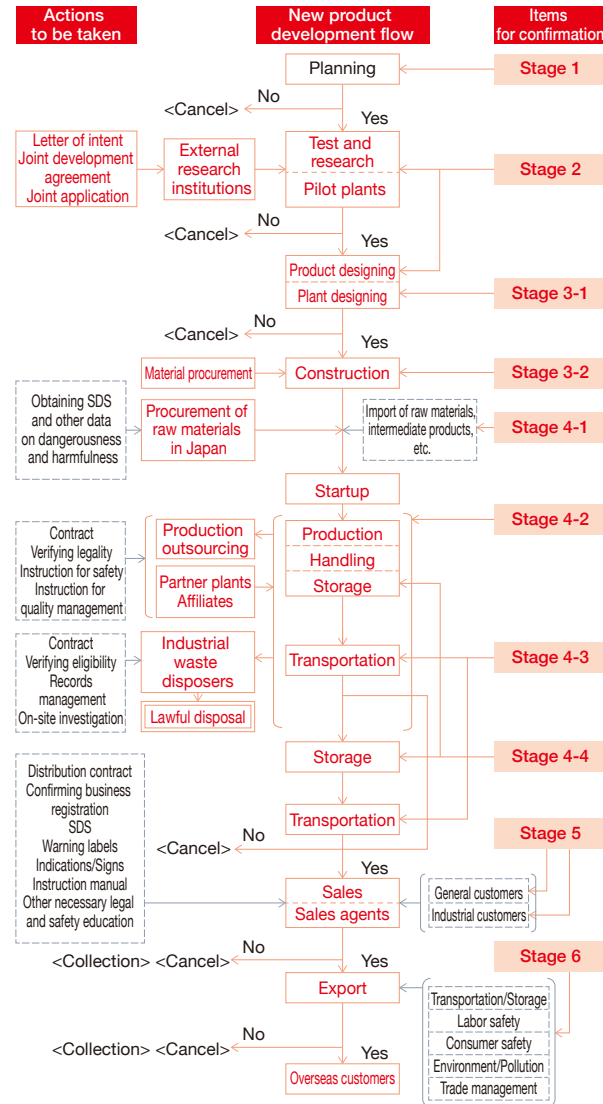 Actions
to be taken
New product
development flow
Items
for confirmation
Planning
Stage 1
No
<Cancel>
Yes
Letter of intent
Joint development
agreement
Joint application
External
research
institutions
Test and
research
Pilot plants
Stage 2
No
<Cancel>
Yes
Product designing
Plant designing
Stage 3-1
No
<Cancel>
Yes
Material procurement
Construction
Stage 3-2
Obtaining SDS
and other data
on dangerousness
and harmfulness
Procurement of
raw materials
in Japan
Import of raw materials,
intermediate products,
etc.
Stage 4-1
Startup
Stage 4-2
Contract
Verifying legality
Instruction for safety
Instruction for
quality management
Production
outsourcing
Partner plants
Affiliates
Production
Handling
Storage
Contract
Verifying eligibility
Records
management
On-site investigation
Industrial
waste
disposers
Lawful disposal
Transportation
Stage 4-3
Storage
Stage 4-4
Distribution contract
Confirming business
registration
SDS
Warning labels
Indications/Signs
Instruction manual
Other necessary legal
and safety education
Transportation
No
<Cancel>
Yes
Stage 5
Sales
Sales agents
General customers
Industrial customers
No
<Collection> <Cancel>
Yes
Stage 6
Export
Transportation/Storage
Labor safety
Consumer safety
Environment/Pollution
Trade management
No
<Collection> <Cancel>
Yes
Overseas customers